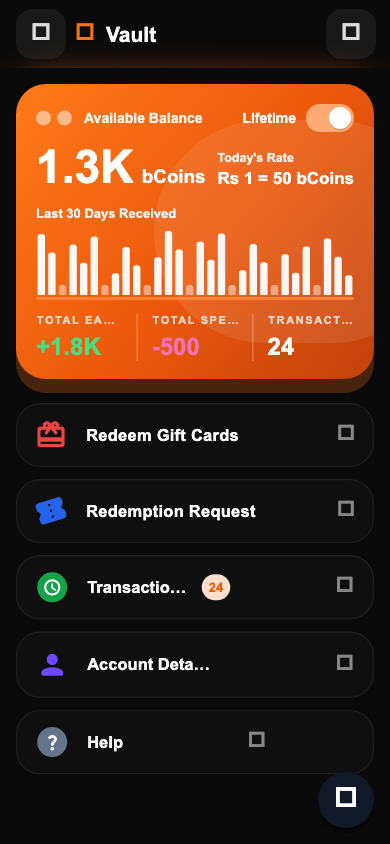 Vault
Available Balance
Lifetime
1.3K bCoins
Today's Rate
Rs 1 = 50 bCoins
Last 30 Days Received
TOTAL EA...
TOTAL SPE...
TRANSACT...
+1.8K
-500
24
Redeem Gift Cards
Redemption Request
Transactio... 24
Account Deta...
? Help